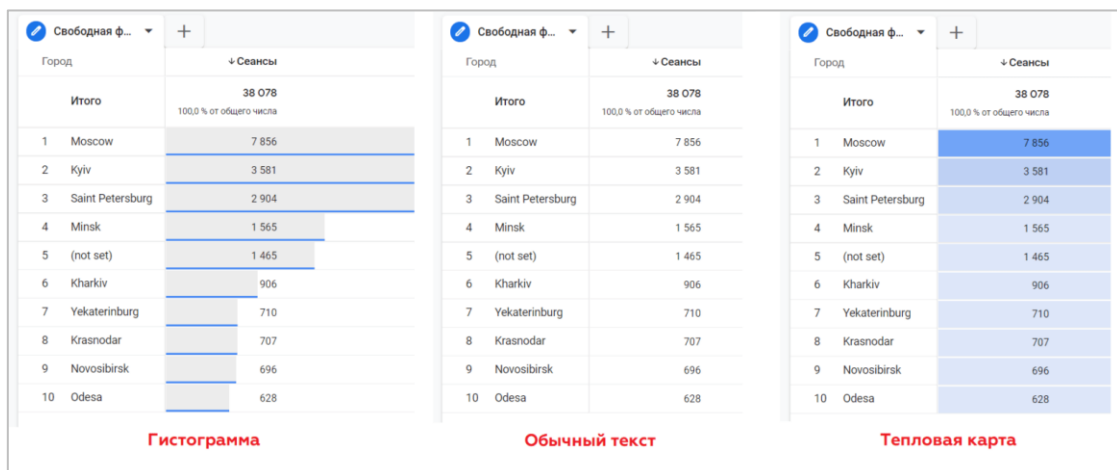 Свободная ф...
Город
↓ Сеансы
Итого
38 078
100,0 % от общего числа
1 Moscow 7 856
2 Kyiv 3 581
3 Saint Petersburg 2 904
4 Minsk 1 565
5 (not set) 1 465
6 Kharkiv 906
7 Yekaterinburg 710
8 Krasnodar 707
9 Novosibirsk 696
10 Odesa 628
Гистограмма
Свободная ф...
Город
↓ Сеансы
Итого
38 078
100,0 % от общего числа
1 Moscow 7 856
2 Kyiv 3 581
3 Saint Petersburg 2 904
4 Minsk 1 565
5 (not set) 1 465
6 Kharkiv 906
7 Yekaterinburg 710
8 Krasnodar 707
9 Novosibirsk 696
10 Odesa 628
Обычный текст
Свободная ф...
Город
↓ Сеансы
Итого
38 078
100,0 % от общего числа
1 Moscow 7 856
2 Kyiv 3 581
3 Saint Petersburg 2 904
4 Minsk 1 565
5 (not set) 1 465
6 Kharkiv 906
7 Yekaterinburg 710
8 Krasnodar 707
9 Novosibirsk 696
10 Odesa 628
Тепловая карта